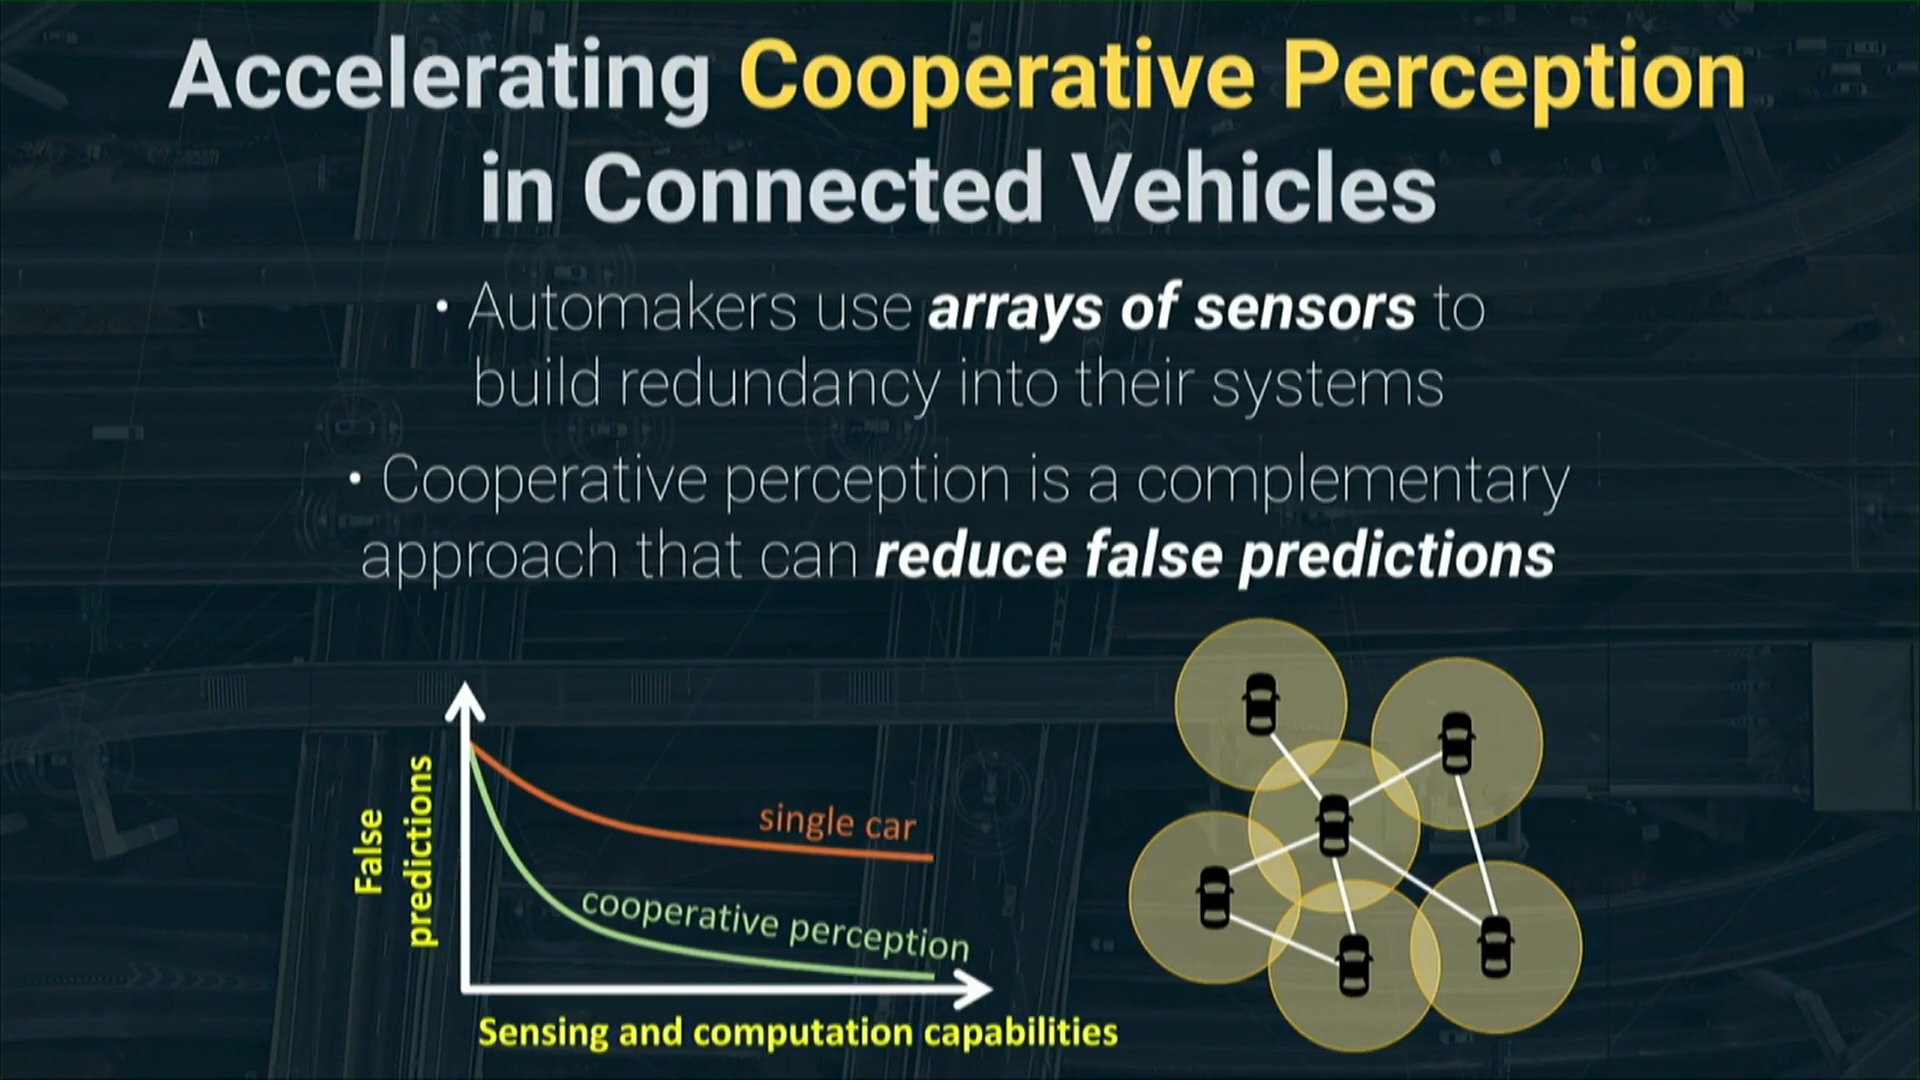 Accelerating Cooperative Perception
in Connected Vehicles
• Automakers use arrays of sensors to
build redundancy into their systems
• Cooperative perception is a complementary
approach that can reduce false predictions
False
predictions
single car
cooperative perception
Sensing and computation capabilities